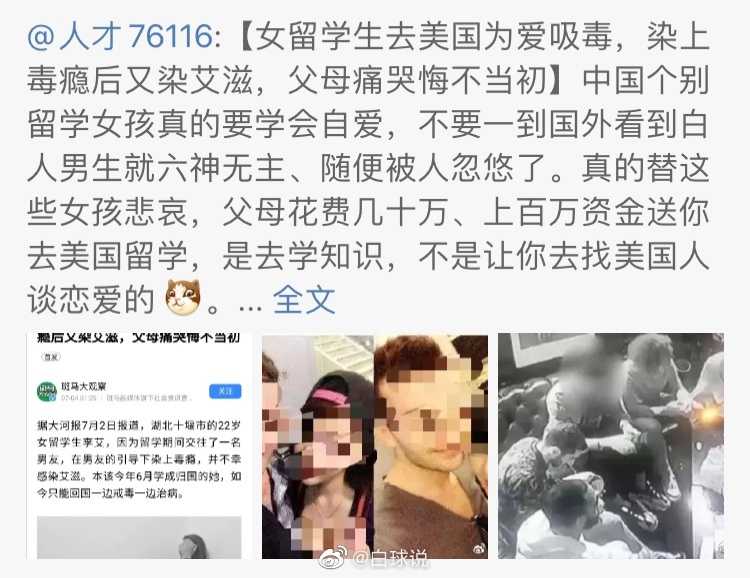 @人才76116:【女留学生去美国为爱吸毒，染上
毒瘾后又染艾滋，父母痛哭悔不当初】中国个别
留学女孩真的要学会自爱，不要一到国外看到白
人男生就六神无主、随便被人忽悠了。真的替这
些女孩悲哀，父母花费几十万、上百万资金送你
去美国留学，是去学知识，不是让你去找美国人
谈恋爱的 。... 全文
瘾后又染艾滋，父母痛哭悔不当初
首发
斑马大观察
关注
据大河报7月2日报道，湖北十堰市的22岁
女留学生李艾，因为留学期间交往了一名
男友，在男友的引导下染上毒瘾，并不幸
感染艾滋。本该今年6月学成归国的她，如
今只能回国一边戒毒一边治病。
@白球说